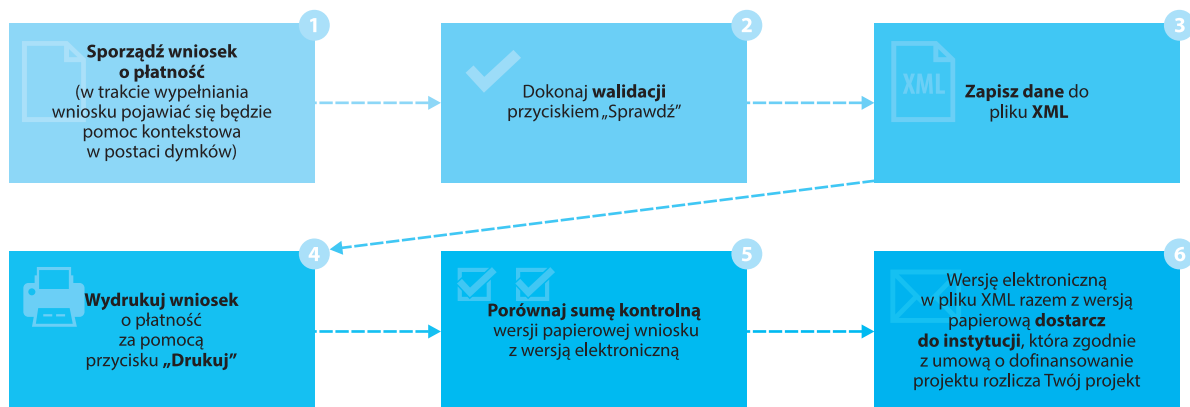 1
Sporządź wniosek
o płatność
(w trakcie wypełniania
wniosku pojawiać się będzie
pomoc kontekstowa
w postaci dymków)
2
Dokonaj walidacji
przyciskiem „Sprawdź”
3
XML
Zapisz dane do
pliku XML
4
Wydrukuj wniosek
o płatność
za pomocą
przycisku „Drukuj”
5
Porównaj sumę kontrolną
wersji papierowej wniosku
z wersją elektroniczną
6
Wersję elektroniczną
w pliku XML razem z wersją
papierową dostarcz
do instytucji, która zgodnie
z umową o dofinansowanie
projektu rozlicza Twój projekt